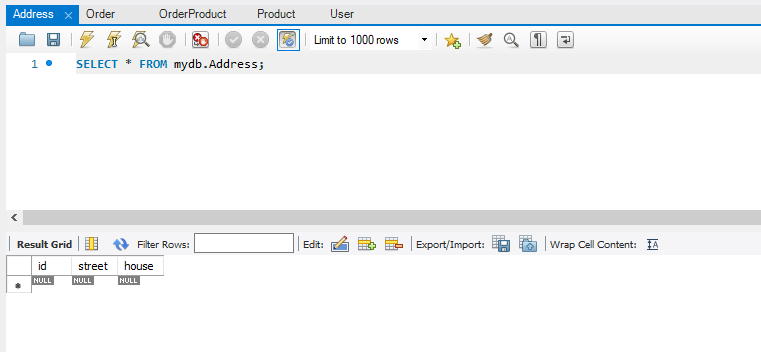 Address Order OrderProduct Product User
Limit to 1000 rows
1 SELECT * FROM mydb.Address;
Result Grid Filter Rows: Edit: Export/Import: Wrap Cell Content: IA
id street house
* NULL NULL NULL